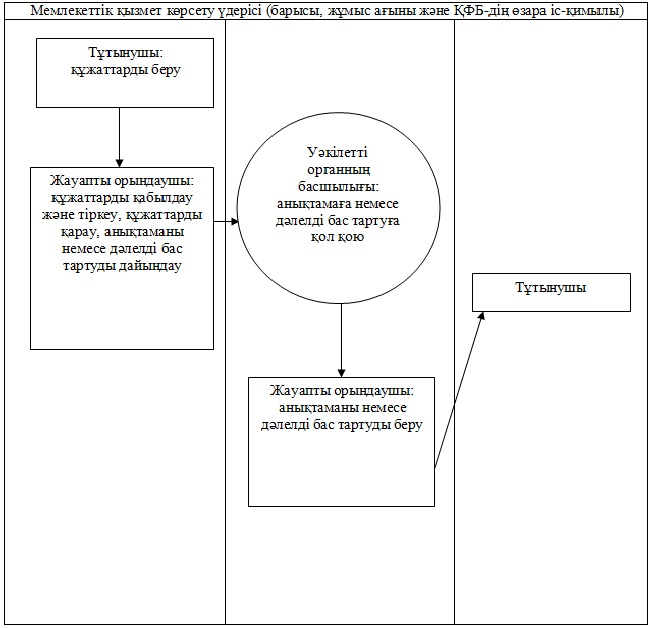 Мемлекеттік қызмет көрсету үдерісі (барысы, жұмыс ағыны және ҚФБ-дің өзара іс-қимылы)
Тұтынушы:
құжаттарды беру
Жауапты орындаушы:
құжаттарды қабылдау
және тіркеу, құжаттарды
қарау, анықтаманы
немесе дәлелді бас
тартуды дайындау
Уәкілетті
органның
басшылығы:
анықтамаға немесе
дәлелді бас тартуға
қол қою
Жауапты орындаушы:
анықтаманы немесе
дәлелді бас тартуды беру
Тұтынушы